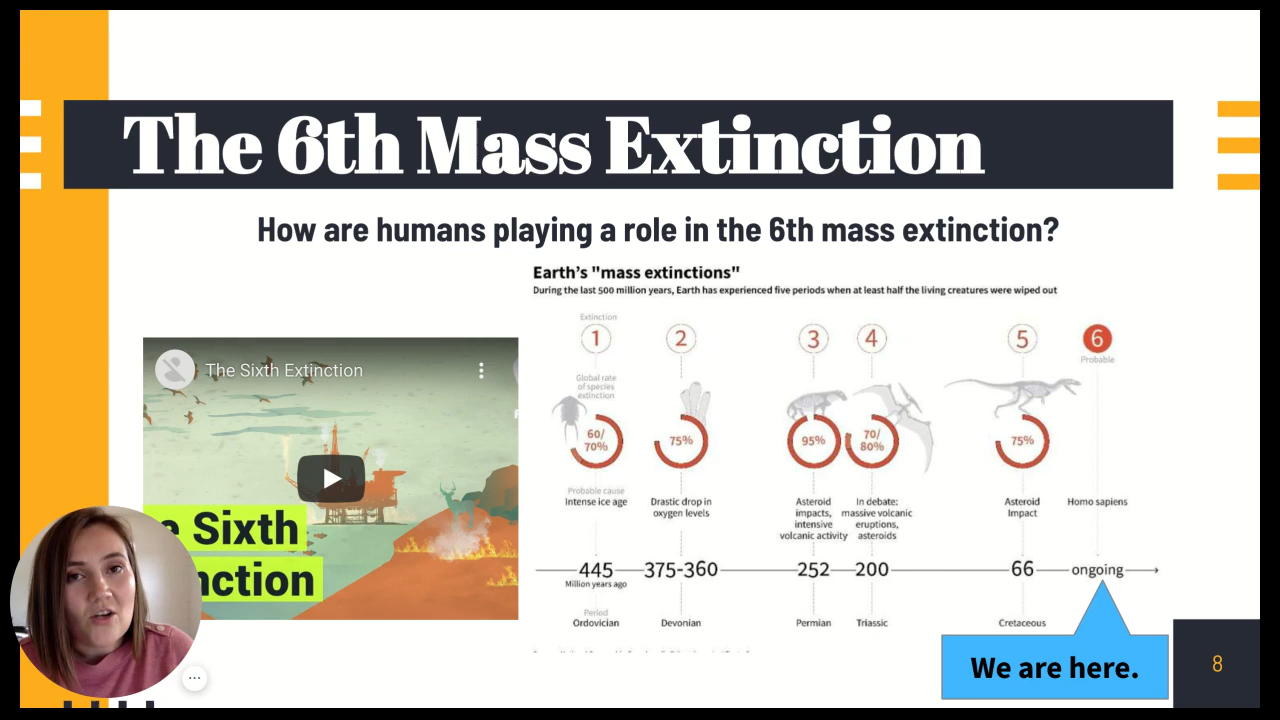 The 6th Mass Extinction
How are humans playing a role in the 6th mass extinction?
Earth's "mass extinctions"
During the last 500 million years, Earth has experienced five periods when at least half the living creatures were wiped out
Extinction
1 2 3 4 5 6
Probable
Global rate
of species
extinction
60/
70%
75%
95%
70/
80%
75%
Probable cause
Intense ice age
Drastic drop in
oxygen levels
Asteroid
impacts,
intensive
volcanic activity
In debate:
massive volcanic
eruptions,
asteroids
Asteroid
Impact
Homo sapiens
445 375-360 252 200 66 ongoing
Million years ago
Period
Ordovician Devonian Permian Triassic Cretaceous
The Sixth Extinction
e Sixth
nction
We are here.
8